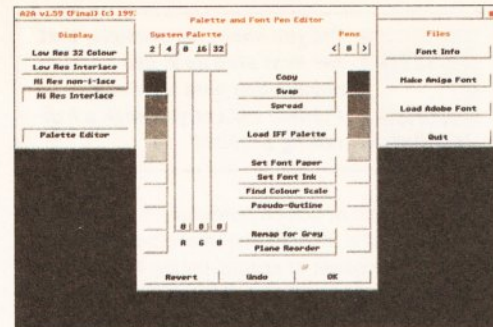 A2A v1.59 (Final) (c) 199
Display
Low Res 32 Colour
Low Res Interlace
Hi Res non-i-lace
Hi Res Interlace
Palette Editor
Palette and Font Pen Editor
System Palette
Pens
2 4 8 16 32
< 8 >
Copy
Swap
Spread
Load IFF Palette
Set Font Paper
Set Font Ink
Find Colour Scale
Pseudo-Outline
Remap for Grey
Plane Reorder
0 0 0
R G B
Revert
Undo
OK
Files
Font Info
Make Amiga Font
Load Adobe Font
Quit